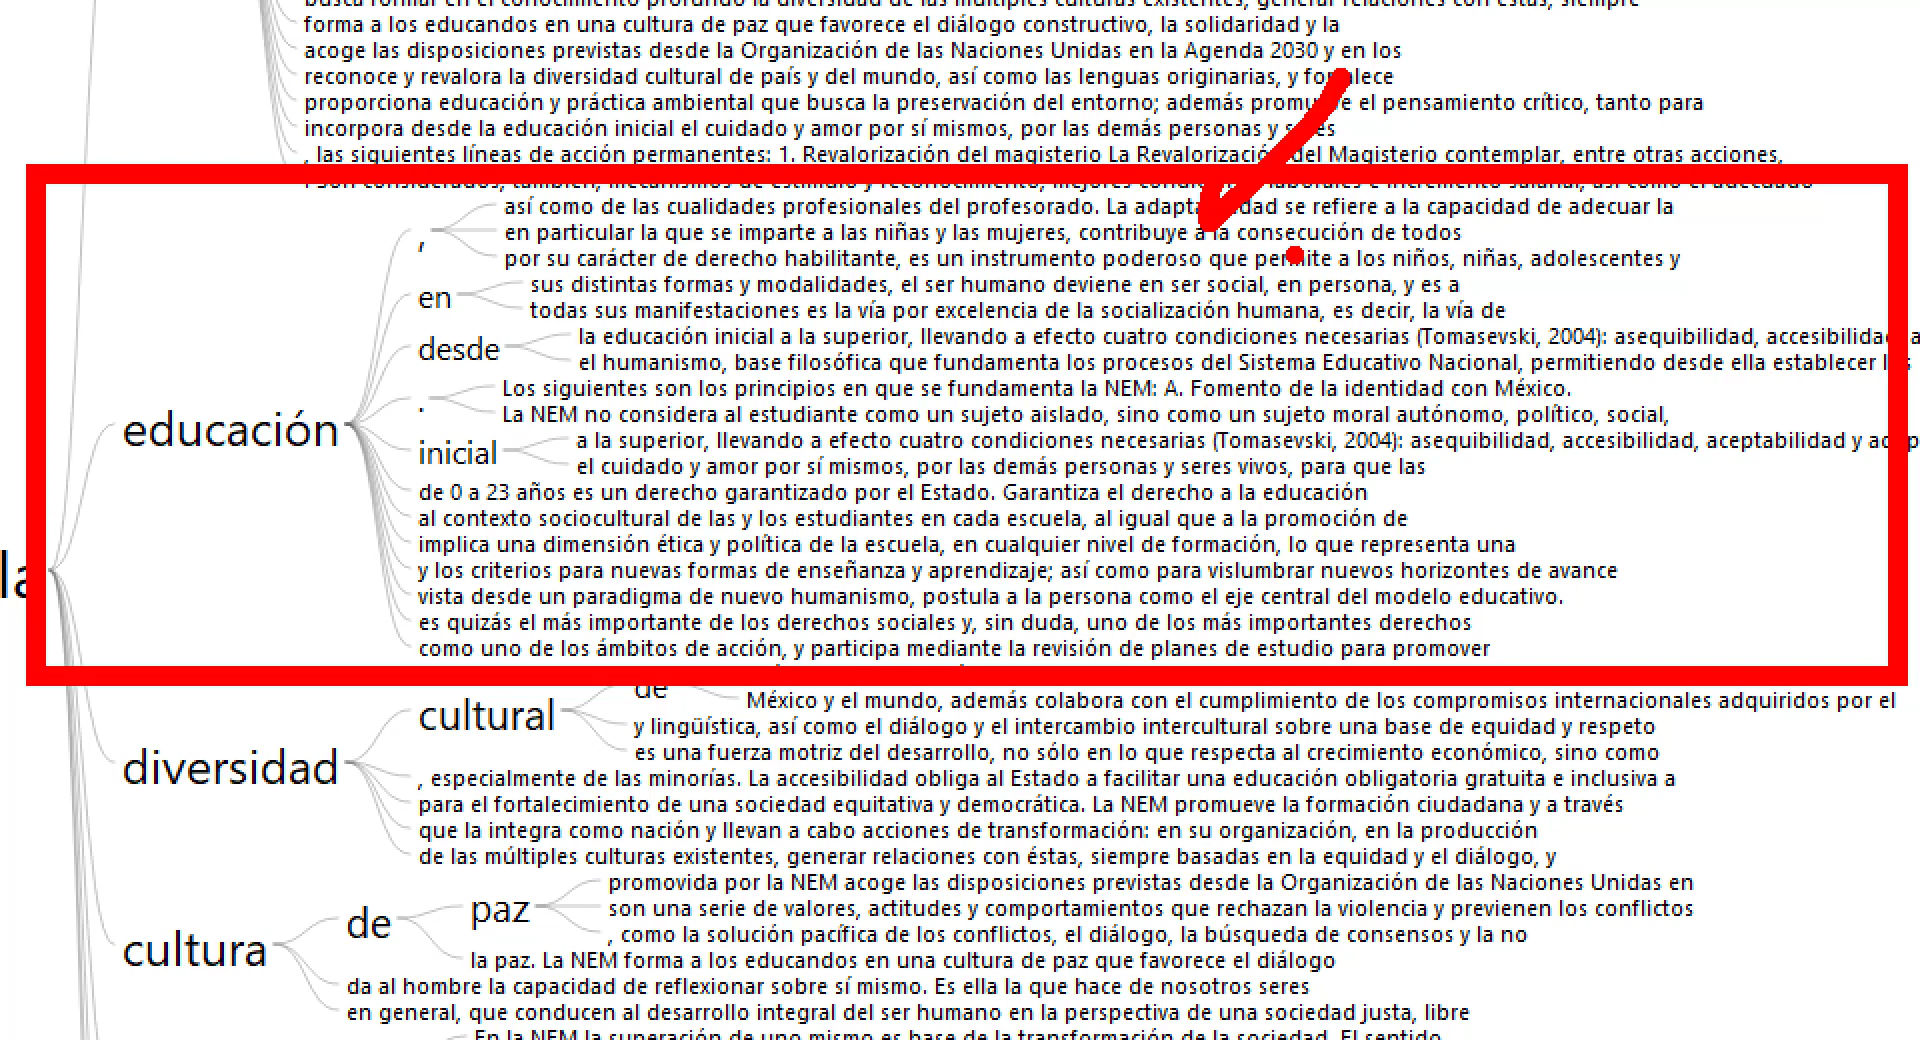 forma a los educandos en una cultura de paz que favorece el diálogo constructivo, la solidaridad y la
acoge las disposiciones previstas desde la Organización de las Naciones Unidas en la Agenda 2030 y en los
reconoce y revalora la diversidad cultural de país y del mundo, así como las lenguas originarias, y fortalece
proporciona educación y práctica ambiental que busca la preservación del entorno; además promueve el pensamiento crítico, tanto para
incorpora desde la educación inicial el cuidado y amor por sí mismos, por las demás personas y seres
, las siguientes líneas de acción permanentes: 1. Revalorización del magisterio La Revalorización del Magisterio contemplar, entre otras acciones,
así como de las cualidades profesionales del profesorado. La adaptabilidad se refiere a la capacidad de adecuar la
,
en particular la que se imparte a las niñas y las mujeres, contribuye a la consecución de todos
por su carácter de derecho habilitante, es un instrumento poderoso que permite a los niños, niñas, adolescentes y
en
sus distintas formas y modalidades, el ser humano deviene en ser social, en persona, y es a
todas sus manifestaciones es la vía por excelencia de la socialización humana, es decir, la vía de
desde
la educación inicial a la superior, llevando a efecto cuatro condiciones necesarias (Tomasevski, 2004): asequibilidad, accesibilidad
el humanismo, base filosófica que fundamenta los procesos del Sistema Educativo Nacional, permitiendo desde ella establecer los
.
Los siguientes son los principios en que se fundamenta la NEM: A. Fomento de la identidad con México.
La NEM no considera al estudiante como un sujeto aislado, sino como un sujeto moral autónomo, político, social,
educación
inicial
a la superior, llevando a efecto cuatro condiciones necesarias (Tomasevski, 2004): asequibilidad, accesibilidad, aceptabilidad y
el cuidado y amor por sí mismos, por las demás personas y seres vivos, para que las
de 0 a 23 años es un derecho garantizado por el Estado. Garantiza el derecho a la educación
al contexto sociocultural de las y los estudiantes en cada escuela, al igual que a la promoción de
implica una dimensión ética y política de la escuela, en cualquier nivel de formación, lo que representa una
la
y los criterios para nuevas formas de enseñanza y aprendizaje; así como para vislumbrar nuevos horizontes de avance
vista desde un paradigma de nuevo humanismo, postula a la persona como el eje central del modelo educativo.
es quizás el más importante de los derechos sociales y, sin duda, uno de los más importantes derechos
como uno de los ámbitos de acción, y participa mediante la revisión de planes de estudio para promover
cultural
de
México y el mundo, además colabora con el cumplimiento de los compromisos internacionales adquiridos por el
y lingüística, así como el diálogo y el intercambio intercultural sobre una base de equidad y respeto
es una fuerza motriz del desarrollo, no sólo en lo que respecta al crecimiento económico, sino como
diversidad
, especialmente de las minorías. La accesibilidad obliga al Estado a facilitar una educación obligatoria gratuita e inclusiva a
para el fortalecimiento de una sociedad equitativa y democrática. La NEM promueve la formación ciudadana y a través
que la integra como nación y llevan a cabo acciones de transformación: en su organización, en la producción
de las múltiples culturas existentes, generar relaciones con éstas, siempre basadas en la equidad y el diálogo, y
cultura
de
paz
promovida por la NEM acoge las disposiciones previstas desde la Organización de las Naciones Unidas en
son una serie de valores, actitudes y comportamientos que rechazan la violencia y previenen los conflictos
, como la solución pacífica de los conflictos, el diálogo, la búsqueda de consensos y la no
la paz. La NEM forma a los educandos en una cultura de paz que favorece el diálogo
da al hombre la capacidad de reflexionar sobre sí mismo. Es ella la que hace de nosotros seres
en general, que conducen al desarrollo integral del ser humano en la perspectiva de una sociedad justa, libre
En la NEM la superación de uno mismo es base de la transformación de la sociedad. El sentido